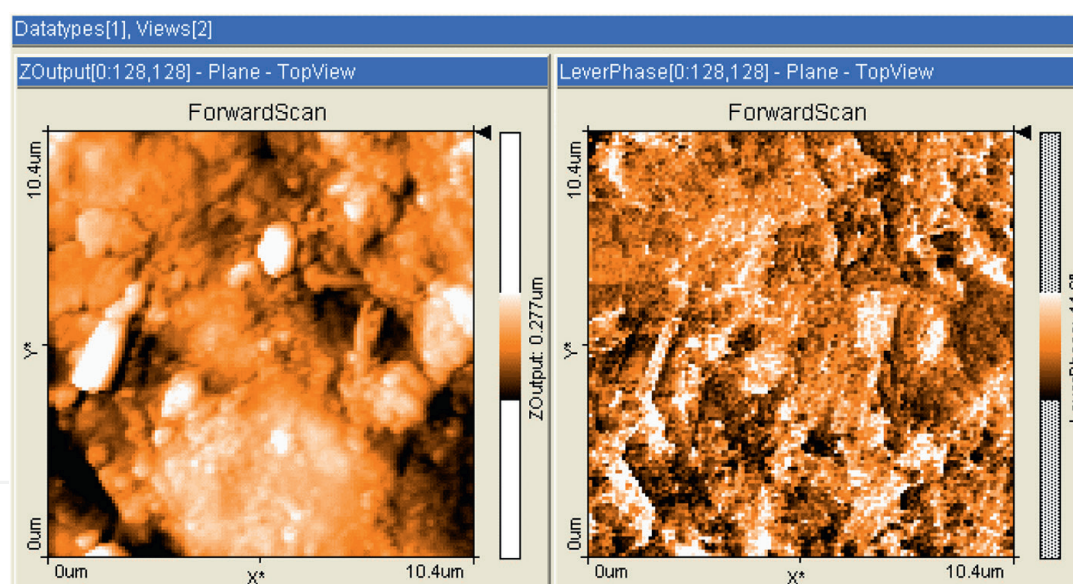 Datatypes[1], Views[2]
ZOutput[0:128,128] - Plane - TopView
ForwardScan
10.4um
Y*
0um
0um
X*
10.4um
ZOutput: 0.277um
LeverPhase[0:128,128] - Plane - TopView
ForwardScan
10.4um
Y*
0um
0um
X*
10.4um